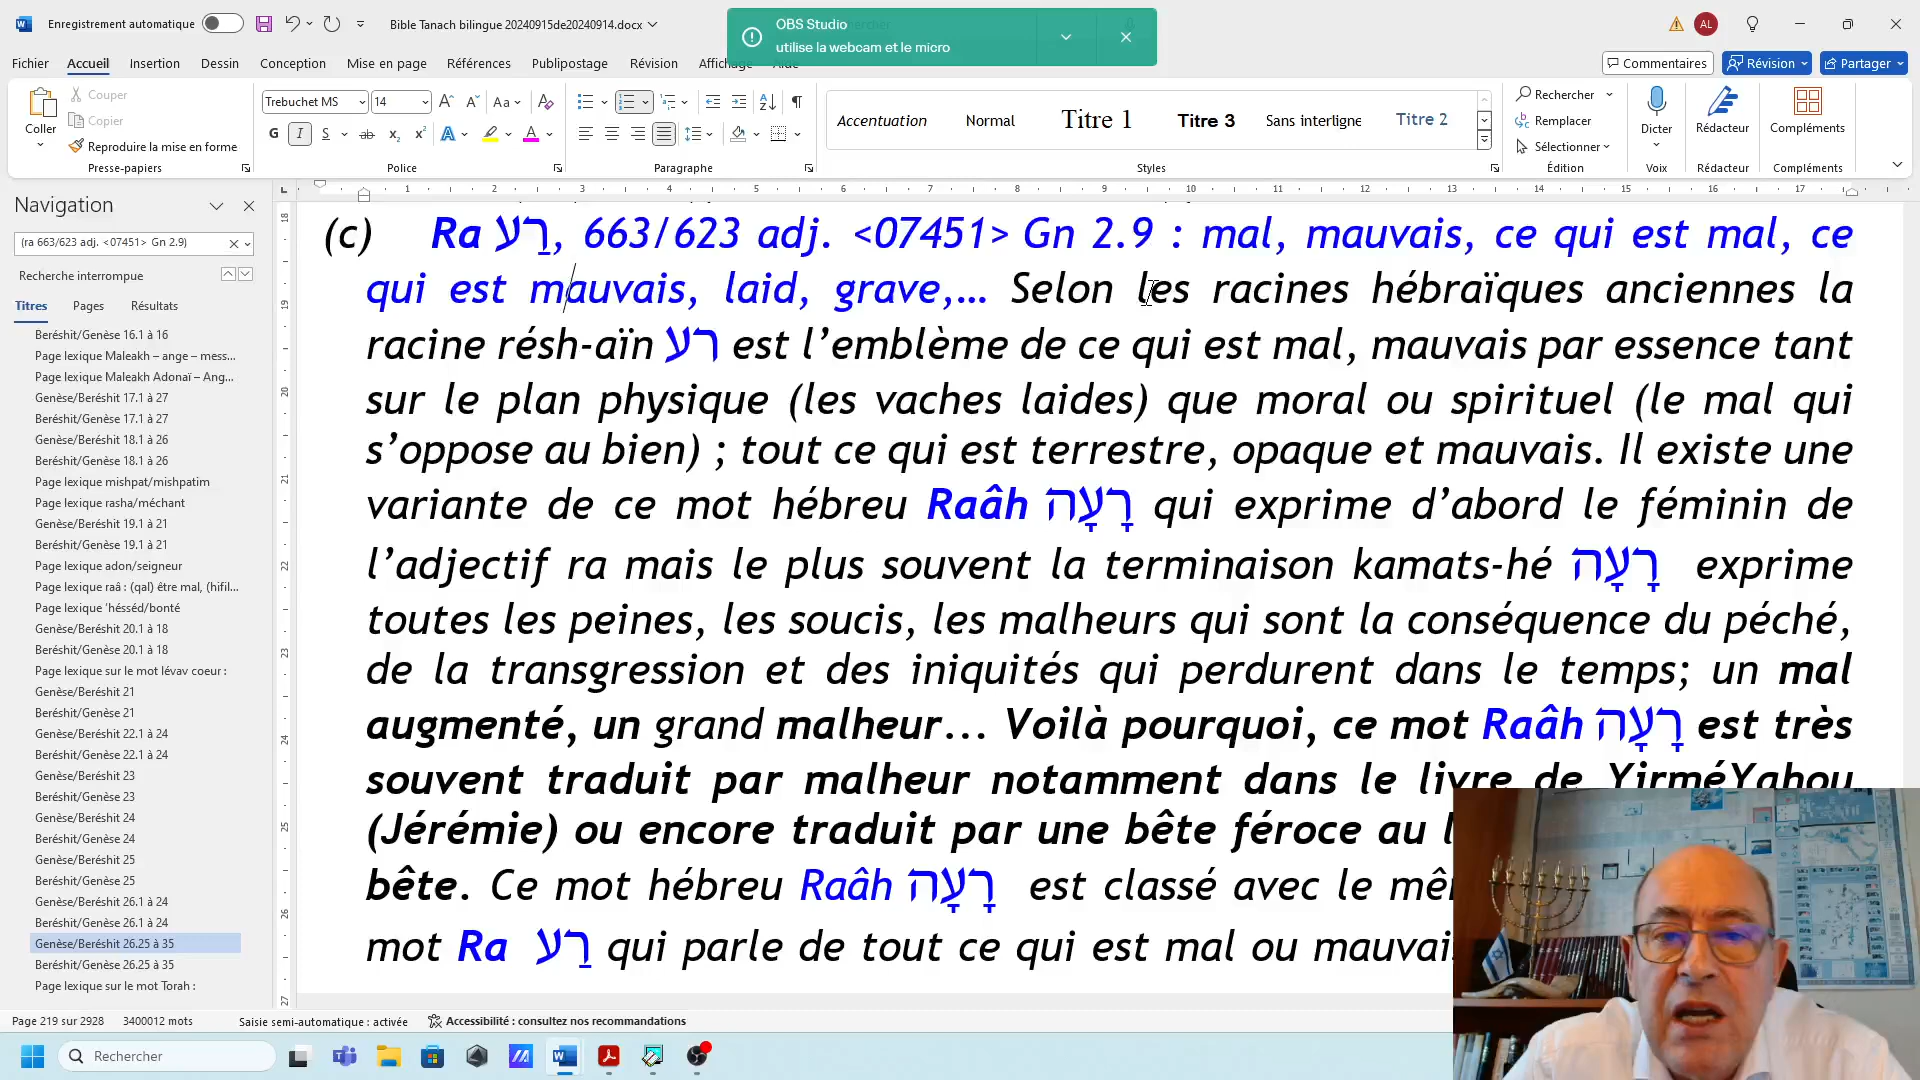 Enregistrement automatique
Bible Tanach bilingue 20240915de20240914.docx
OBS Studio
utilise la webcam et le micro
AL
Fichier Accueil Insertion Dessin Conception Mise en page Références Publipostage Révision Affichage Aide
Commentaires Révision Partager
Coller
Couper
Copier
Reproduire la mise en forme
Presse-papiers
Trebuchet MS 14
Police
Paragraphe
Accentuation Normal Titre 1 Titre 3 Sans interligne Titre 2
Styles
Rechercher
Remplacer
Sélectionner
Édition
Dicter
Voix
Rédacteur
Rédacteur
Compléments
Compléments
Navigation
(ra 663/623 adj. <07451> Gn 2.9)
Recherche interrompue
Titres Pages Résultats
Beréshit/Genèse 16.1 à 16
Page lexique Maleakh – ange – mess...
Page lexique Maleakh Adonaï – Ang...
Genèse/Beréshit 17.1 à 27
Beréshit/Genèse 17.1 à 27
Genèse/Beréshit 18.1 à 26
Beréshit/Genèse 18.1 à 26
Page lexique mishpat/mishpatim
Page lexique rasha/méchant
Genèse/Beréshit 19.1 à 21
Beréshit/Genèse 19.1 à 21
Page lexique adon/seigneur
Page lexique raâ : (qal) être mal, (hifil...
Page lexique ‘hésséd/bonté
Genèse/Beréshit 20.1 à 18
Beréshit/Genèse 20.1 à 18
Page lexique sur le mot lévav coeur :
Genèse/Beréshit 21
Beréshit/Genèse 21
Genèse/Beréshit 22.1 à 24
Beréshit/Genèse 22.1 à 24
Genèse/Beréshit 23
Beréshit/Genèse 23
Genèse/Beréshit 24
Beréshit/Genèse 24
Genèse/Beréshit 25
Beréshit/Genèse 25
Genèse/Beréshit 26.1 à 24
Beréshit/Genèse 26.1 à 24
Genèse/Beréshit 26.25 à 35
Beréshit/Genèse 26.25 à 35
Page lexique sur le mot Torah :
(c) Ra רַע, 663/623 adj. <07451> Gn 2.9 : mal, mauvais, ce qui est mal, ce
qui est mauvais, laid, grave,… Selon les racines hébraïques anciennes la
racine résh-aïn רע est l’emblème de ce qui est mal, mauvais par essence tant
sur le plan physique (les vaches laides) que moral ou spirituel (le mal qui
s’oppose au bien) ; tout ce qui est terrestre, opaque et mauvais. Il existe une
variante de ce mot hébreu Raâh רָעָה qui exprime d’abord le féminin de
l’adjectif ra mais le plus souvent la terminaison kamats-hé רָעָה exprime
toutes les peines, les soucis, les malheurs qui sont la conséquence du péché,
de la transgression et des iniquités qui perdurent dans le temps; un mal
augmenté, un grand malheur... Voilà pourquoi, ce mot Raâh רָעָה est très
souvent traduit par malheur notamment dans le livre de YirméYahou
(Jérémie) ou encore traduit par une bête féroce au l
bête. Ce mot hébreu Raâh רָעָה est classé avec le mê
mot Ra רַע qui parle de tout ce qui est mal ou mauvai
Page 219 sur 2928 3400012 mots Saisie semi-automatique : activée Accessibilité : consultez nos recommandations
Rechercher